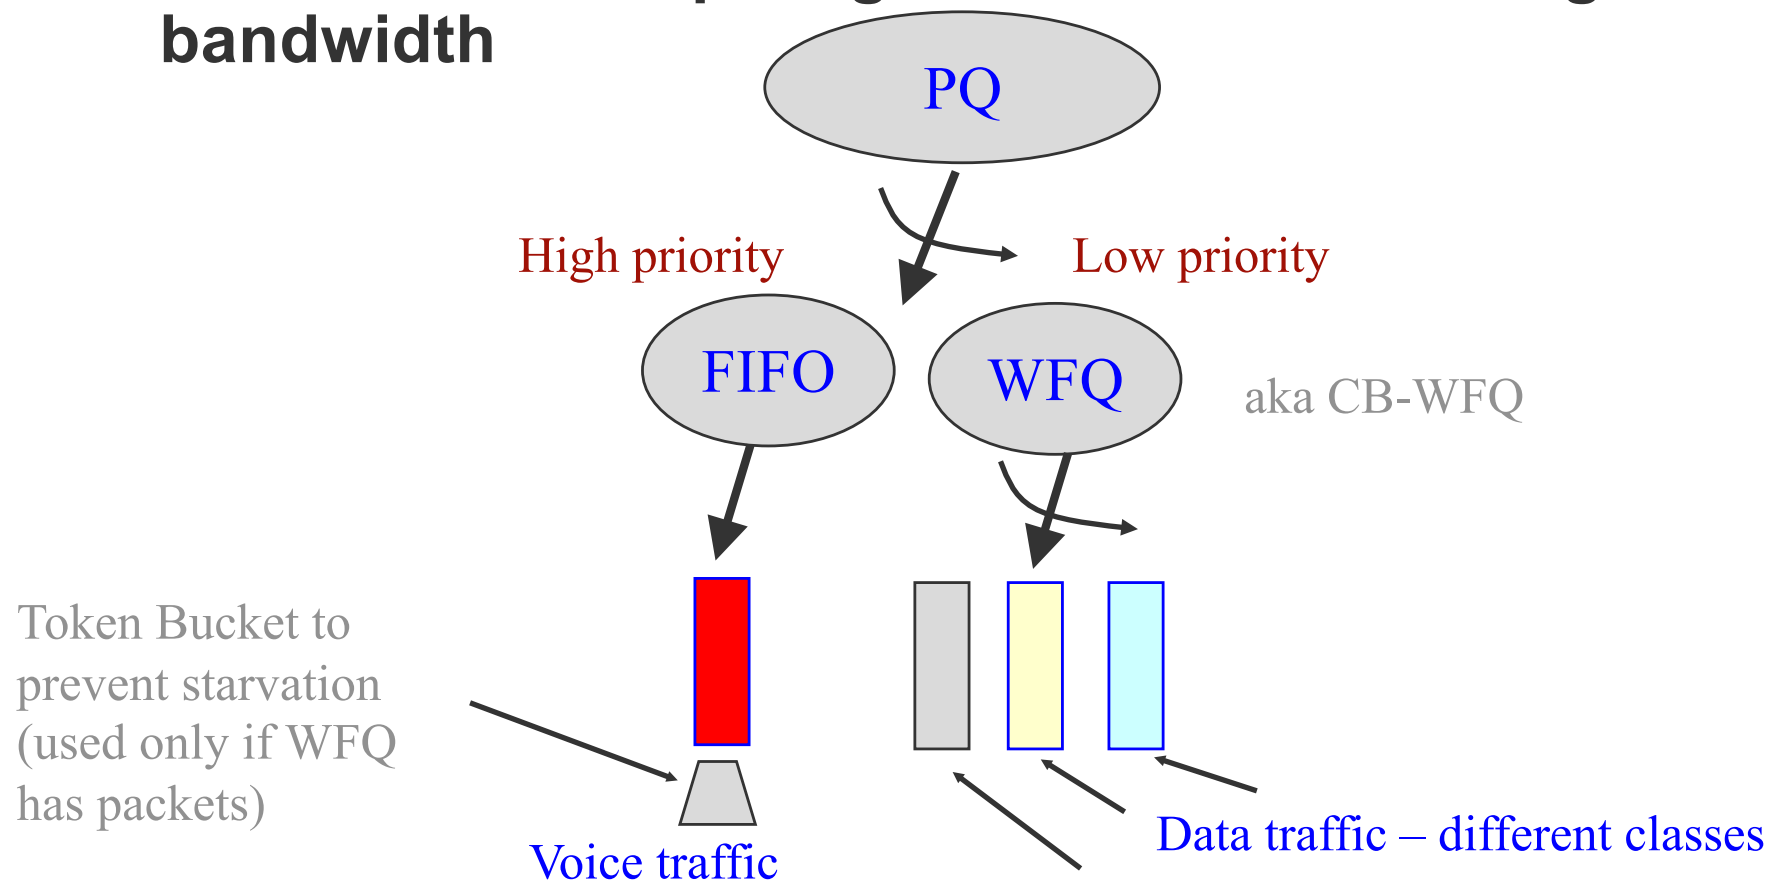 bandwidth
PQ
High priority
Low priority
FIFO
WFQ
aka CB-WFQ
Token Bucket to
prevent starvation
(used only if WFQ
has packets)
Voice traffic
Data traffic – different classes